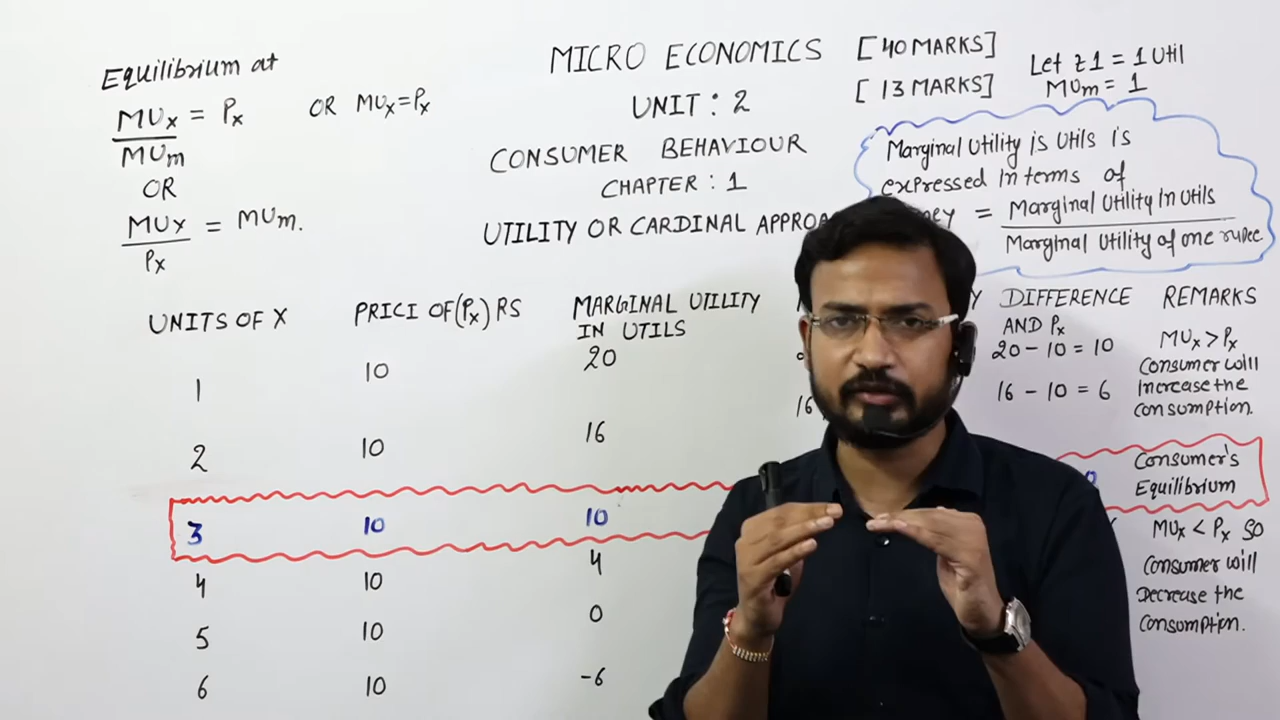 Equilibrium at
MUx/MUm = Px OR MUx=Px
OR
MUx/Px = MUm.
MICRO ECONOMICS [40 MARKS]
UNIT : 2 [13 MARKS]
CONSUMER BEHAVIOUR
CHAPTER : 1
UTILITY OR CARDINAL
Let ₹1 = 1 Util
MUm = 1
Marginal Utility is Utils is
expressed in terms of
= Marginal Utility In Utils
Marginal Utility of one rupee
UNITS OF X PRICI OF(Px) RS MARGINAL UTILITY DIFFERENCE REMARKS
IN UTILS AND Px
1 10 20 20 - 10 = 10 MUx > Px
Consumer will
2 10 16 16 16 - 10 = 6 Increase the
consumption.
3 10 10 Consumer's
Equilibrium
4 10 4 MUx < Px so
5 10 0 Consumer will
Decrease the
6 10 -6 Consumption.